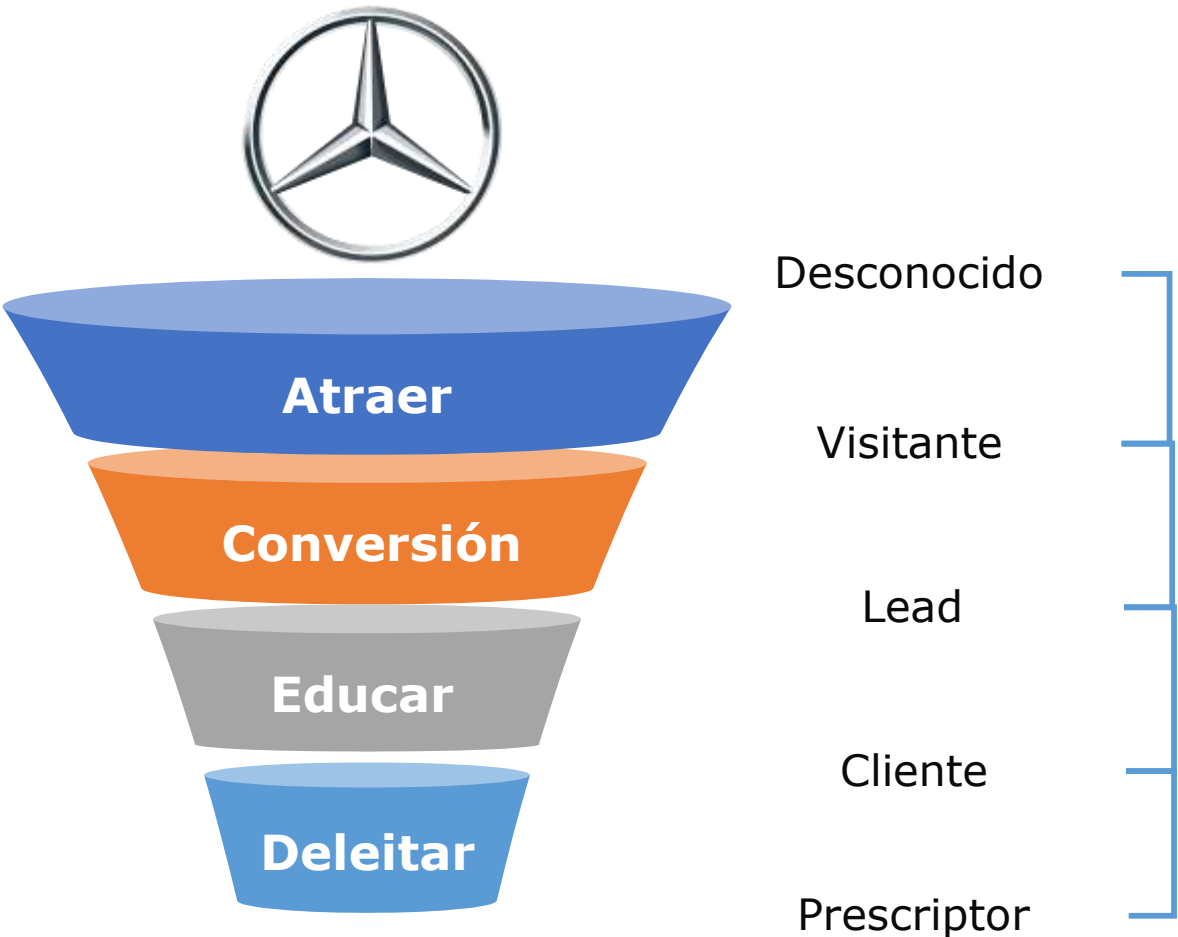 Desconocido
Atraer
Visitante
Conversión
Lead
Educar
Cliente
Deleitar
Prescriptor